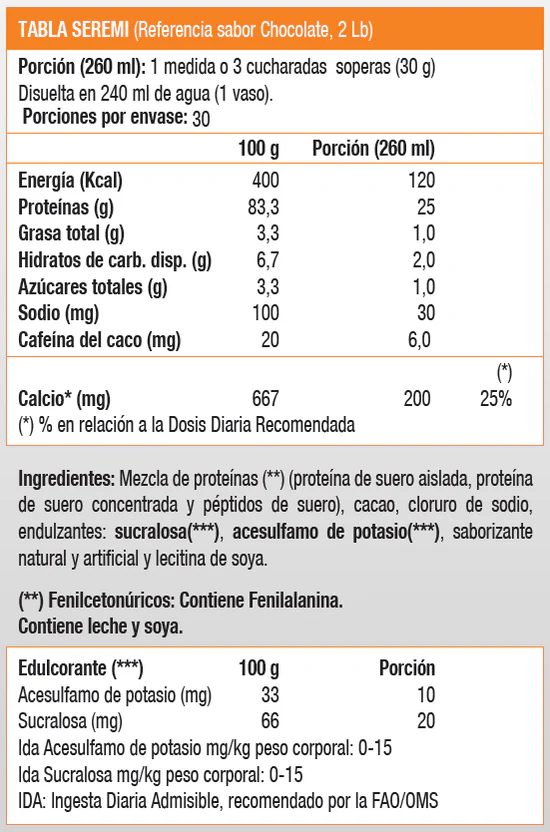 TABLA SEREMI (Referencia sabor Chocolate, 2 Lb)
Porción (260 ml): 1 medida o 3 cucharadas soperas (30 g)
Disuelta en 240 ml de agua (1 vaso).
Porciones por envase: 30
100 g Porción (260 ml)
Energía (Kcal) 400 120
Proteínas (g) 83,3 25
Grasa total (g) 3,3 1,0
Hidratos de carb. disp. (g) 6,7 2,0
Azúcares totales (g) 3,3 1,0
Sodio (mg) 100 30
Cafeína del caco (mg) 20 6,0
(*)
Calcio* (mg) 667 200 25%
(*) % en relación a la Dosis Diaria Recomendada
Ingredientes: Mezcla de proteínas (**) (proteína de suero aislada, proteína
de suero concentrada y péptidos de suero), cacao, cloruro de sodio,
endulzantes: sucralosa(***), acesulfamo de potasio(***), saborizante
natural y artificial y lecitina de soya.
(**) Fenilcetonúricos: Contiene Fenilalanina.
Contiene leche y soya.
Edulcorante (***) 100 g Porción
Acesulfamo de potasio (mg) 33 10
Sucralosa (mg) 66 20
Ida Acesulfamo de potasio mg/kg peso corporal: 0-15
Ida Sucralosa mg/kg peso corporal: 0-15
IDA: Ingesta Diaria Admisible, recomendado por la FAO/OMS